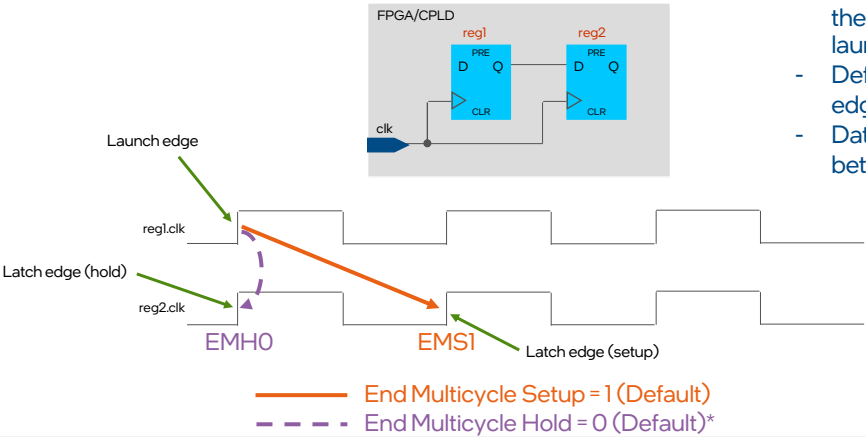 FPGA/CPLD
reg1
reg2
PRE
PRE
D
Q
D
Q
CLR
CLR
clk
the
laun
- Def
edg
- Dat
bet
Launch edge
reg1.clk
Latch edge (hold)
reg2.clk
EMH0
EMS1
Latch edge (setup)
End Multicycle Setup = 1 (Default)
End Multicycle Hold = 0 (Default)*